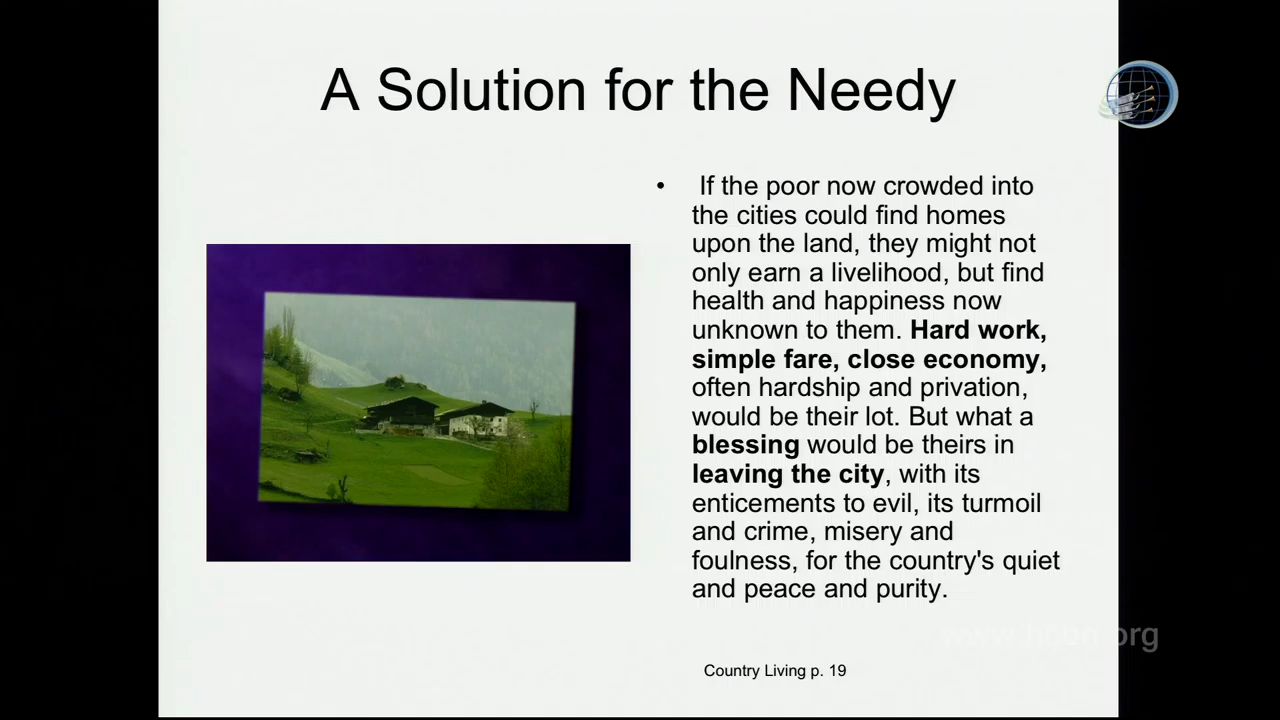 A Solution for the Needy
• If the poor now crowded into
the cities could find homes
upon the land, they might not
only earn a livelihood, but find
health and happiness now
unknown to them. Hard work,
simple fare, close economy,
often hardship and privation,
would be their lot. But what a
blessing would be theirs in
leaving the city, with its
enticements to evil, its turmoil
and crime, misery and
foulness, for the country's quiet
and peace and purity.
Country Living p. 19